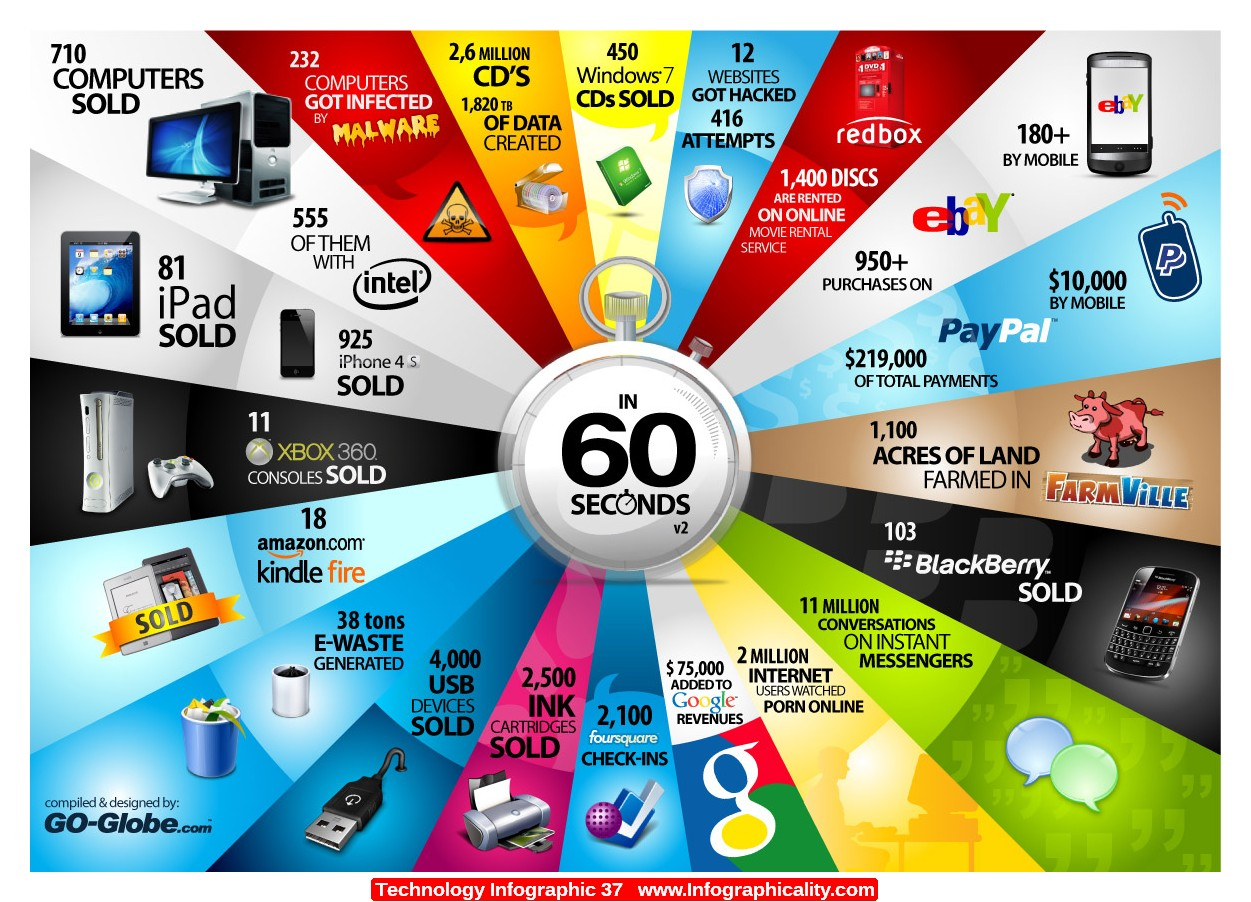 710
COMPUTERS
SOLD
555
OF THEM
WITH
intel
232
COMPUTERS
GOT INFECTED
BY
MALWARE
2,6 MILLION
CD'S
1,820 TB
OF DATA
CREATED
450
Windows 7
CDs SOLD
12
WEBSITES
GOT HACKED
416
ATTEMPTS
redbox
1,400 DISCS
ARE RENTED
ON ONLINE
MOVIE RENTAL
SERVICE
ebaY
180+
BY MOBILE
ebaY
950+
PURCHASES ON
$10,000
BY MOBILE
PayPal™
$219,000
OF TOTAL PAYMENTS
1,100
ACRES OF LAND
FARMED IN
FARMVILLE
103
BlackBerry
SOLD
11 MILLION
CONVERSATIONS
ON INSTANT
MESSENGERS
2 MILLION
INTERNET
USERS WATCHED
PORN ONLINE
$ 75,000
ADDED TO
Google™
REVENUES
g
2,100
foursquare
CHECK-INS
2,500
INK
CARTRIDGES
SOLD
4,000
USB
DEVICES
SOLD
38 tons
E-WASTE
GENERATED
18
amazon.com
kindle fire
SOLD
11
XBOX 360
CONSOLES SOLD
925
iPhone 4 S
SOLD
81
iPad
SOLD
IN
60
SECONDS
v2
compiled & designed by:
GO-Globe.com
Technology Infographic 37 www.Infographicality.com